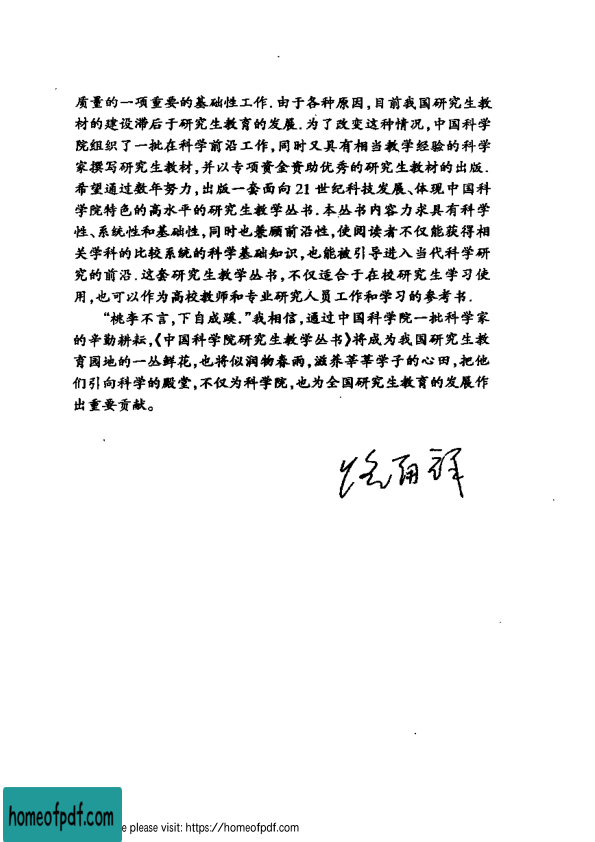 质量的一项重要的基础性工作.由于各种原因,目前我国研究生教
材的建设滞后于研究生教育的发展.为了改变这种情况,中国科学
院组织了一批在科学前沿工作,同时又具有相当教学经验的科学
家撰写研究生教材,并以专项资金资助优秀的研究生教材的出版.
希望通过数年努力,出版一套面向21世纪科技发展、体现中国科
学院特色的高水平的研究生教学丛书.本丛书内容力求具有科学
性、系统性和基础性,同时也兼顾前沿性,使阅读者不仅能获得相
关学科的比较系统的科学基础知识,也能被引导进入当代科学研
究的前沿.这套研究生教学丛书,不仅适合于在校研究生学习使
用,也可以作为高校教师和专业研究人员工作和学习的参考书.
“桃李不言,下自成蹊.”我相信,通过中国科学院一批科学家
的辛勤耕耘,《中国科学院研究生教学丛书》将成为我国研究生教
育园地的一丛鲜花,也将似润物春雨,滋养莘莘学子的心田,把他
们引向科学的殿堂,不仅为科学院,也为全国研究生教育的发展作
出重要贡献。
路甬祥
homeofpdf.com
e please visit: https://homeofpdf.com